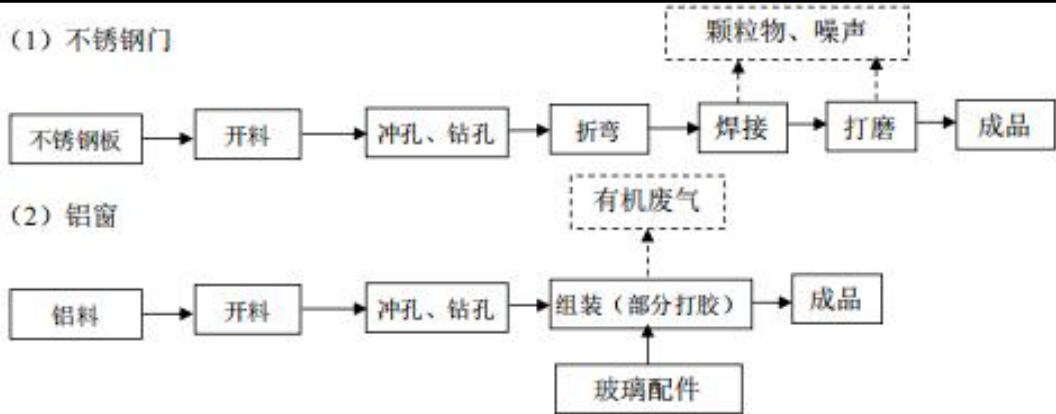 (1) 不锈钢门
颗粒物、噪声
不锈钢板
开料
冲孔、钻孔
折弯
焊接
打磨
成品
(2) 铝窗
有机废气
铝料
开料
冲孔、钻孔
组装（部分打胶）
成品
玻璃配件